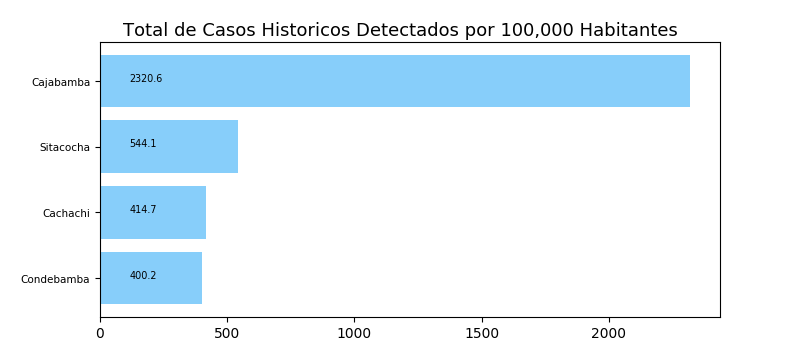 Total de Casos Historicos Detectados por 100,000 Habitantes
Cajabamba 2320.6
Sitacocha 544.1
Cachachi 414.7
Condebamba 400.2
0 500 1000 1500 2000